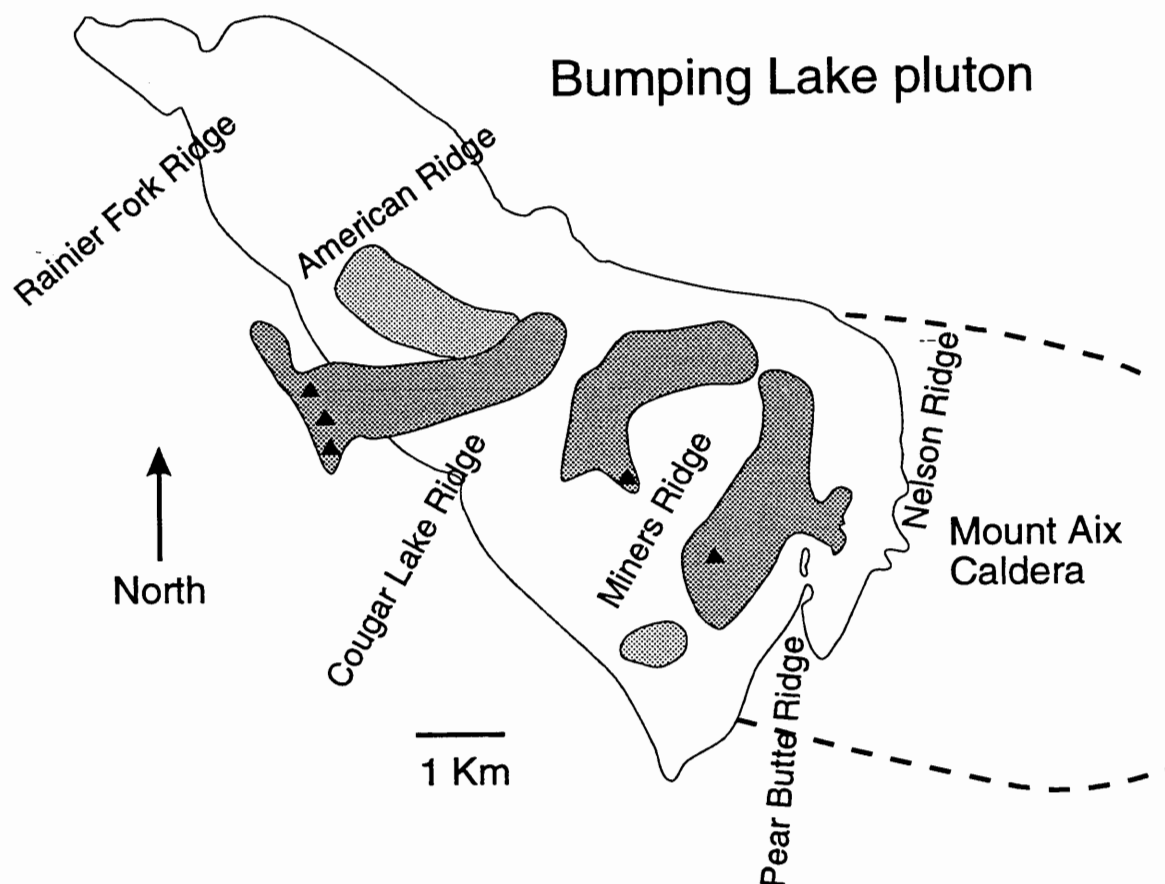 Bumping Lake pluton
Rainier Fork Ridge
American Ridge
Nelson Ridge
Mount Aix
Caldera
North
Cougar Lake Ridge
Miners Ridge
Pear Butte Ridge
1 Km